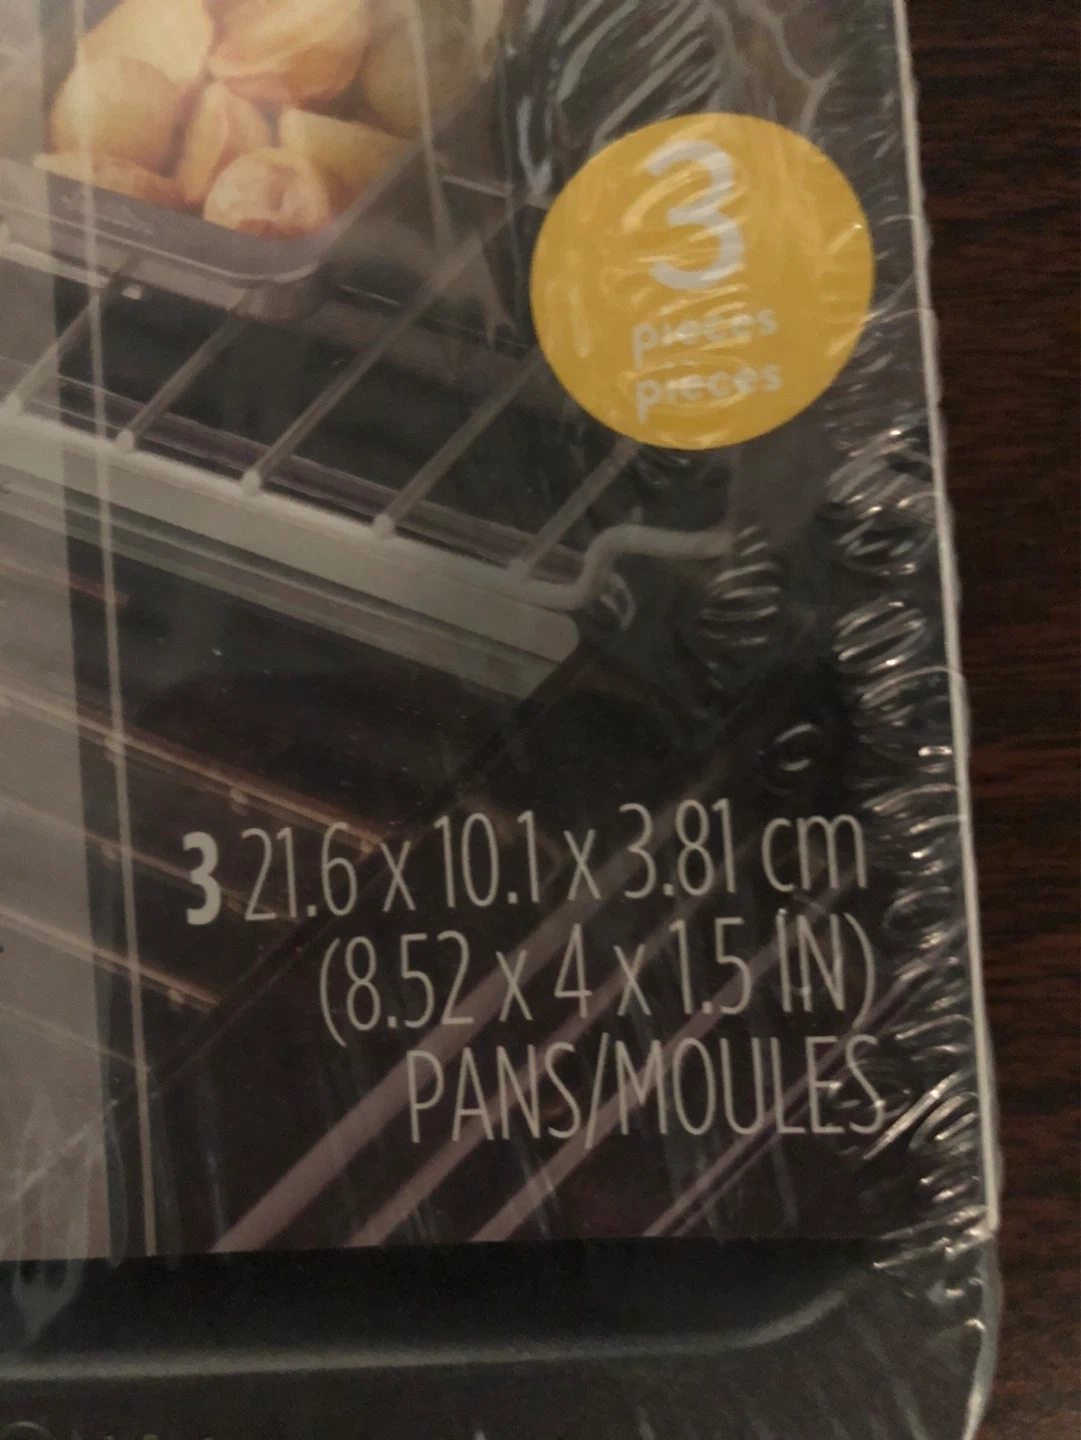 3
pieces
pièces
3 21.6 x 10.1 x 3.81 cm
(8.52 x 4 x 1.5 IN)
PANS/MOULES